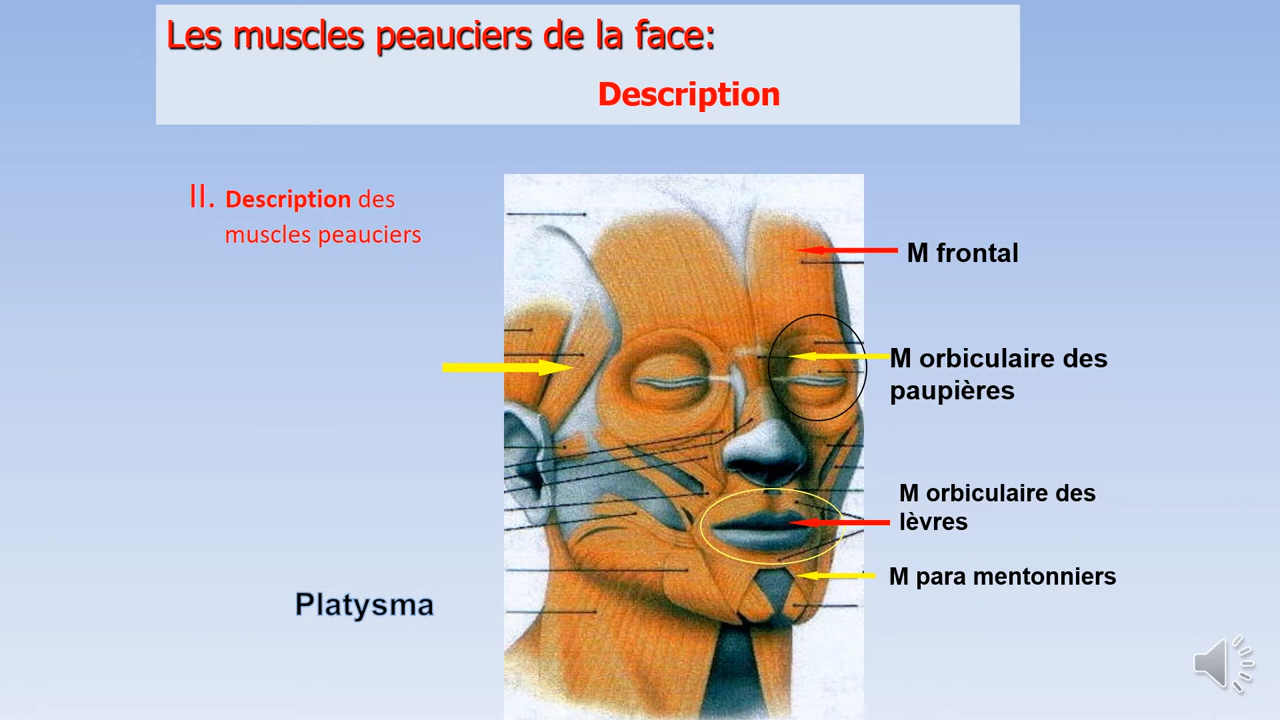 Les muscles peauciers de la face:
Description
II. Description des
muscles peauciers
M frontal
M orbiculaire des
paupières
M orbiculaire des
lèvres
M para mentonniers
Platysma